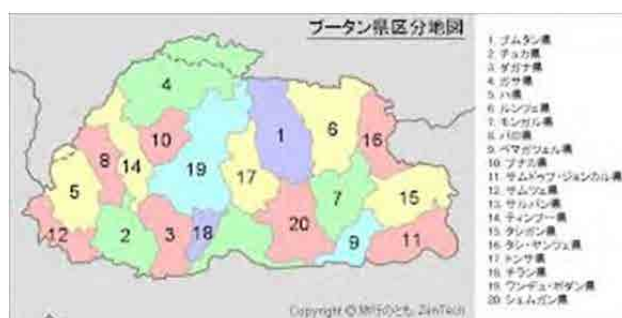 ブータン県区分地図
1 ブムタン県
2 チュカ県
3 ダガナ県
4 ガサ県
5 ハ県
6 ルンツェ県
7 モンガル県
8 パロ県
9 ペマガツェル県
10 プナカ県
11 サムドゥプ・ジョンカル県
12 サムツェ県
13 サルパン県
14 ティンプー県
15 タシガン県
16 タシ・ヤンツェ県
17 トンサ県
18 チラン県
19 ワンデュ・ポダン県
20 シェムガン県
4
1
6
16
10
8
14
19
17
5
7
15
12
2
3
18
20
9
11
Copyright © 旅行のとも、ZenTech